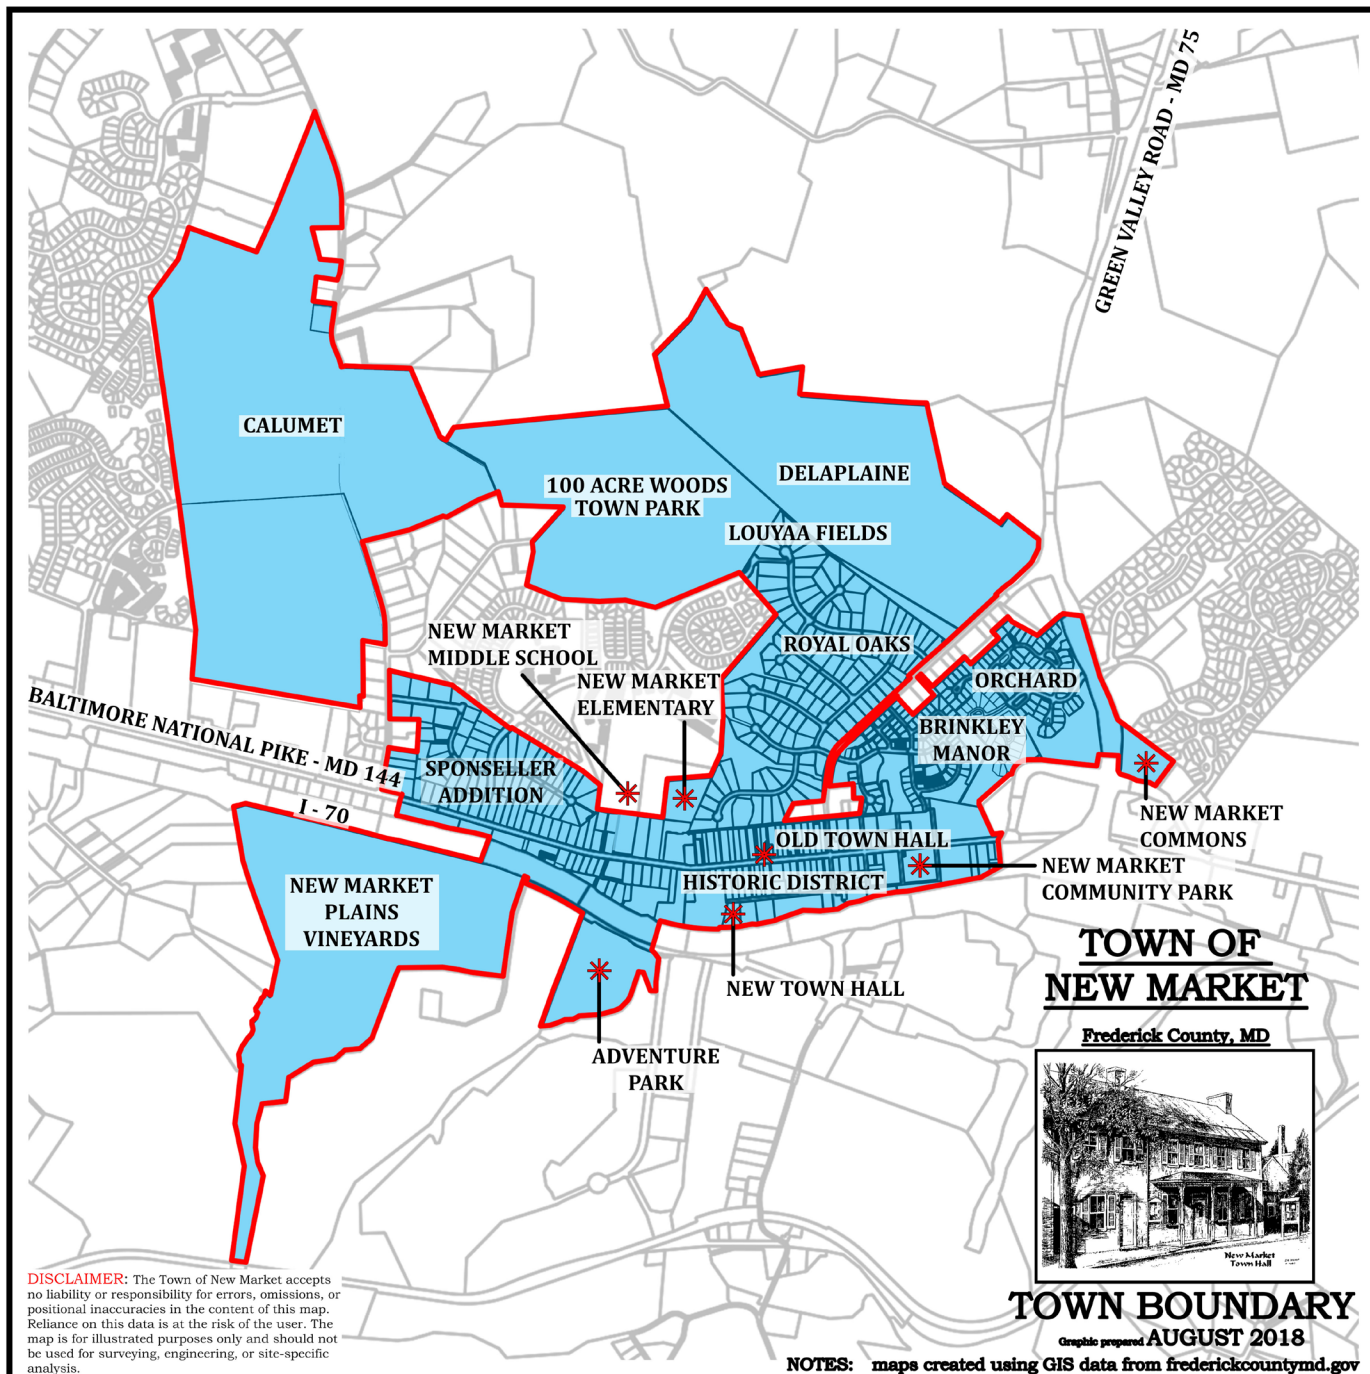 GREEN VALLEY ROAD - MD 75
CALUMET
100 ACRE WOODS
TOWN PARK
DELAPLAINE
LOUYAA FIELDS
NEW MARKET
MIDDLE SCHOOL
NEW MARKET
ELEMENTARY
ROYAL OAKS
ORCHARD
BRINKLEY
MANOR
BALTIMORE NATIONAL PIKE - MD 144
I - 70
SPONSELLER
ADDITION
OLD TOWN HALL
HISTORIC DISTRICT
NEW MARKET
COMMONS
NEW MARKET
COMMUNITY PARK
NEW MARKET
PLAINS
VINEYARDS
NEW TOWN HALL
ADVENTURE
PARK
TOWN OF
NEW MARKET
Frederick County, MD
New Market
Town Hall
TOWN BOUNDARY
Graphic prepared AUGUST 2018
NOTES: maps created using GIS data from frederickcountymd.gov
DISCLAIMER: The Town of New Market accepts
no liability or responsibility for errors, omissions, or
positional inaccuracies in the content of this map.
Reliance on this data is at the risk of the user. The
map is for illustrated purposes only and should not
be used for surveying, engineering, or site-specific
analysis.